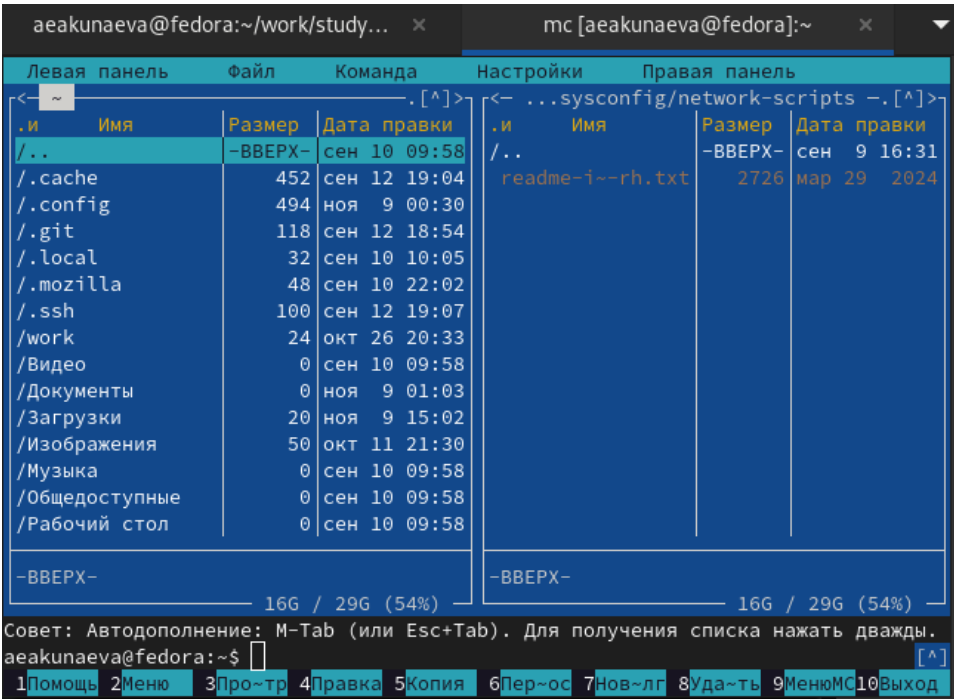 aeakunaeva@fedora:~/work/study... × mc [aeakunaeva@fedora]:~ ×
Левая панель Файл Команда Настройки Правая панель
<- ~ .[^]> <- ...sysconfig/network-scripts -.[^]>
.и Имя Размер Дата правки .и Имя Размер Дата правки
/.. -ВВЕРХ- сен 10 09:58 /.. -ВВЕРХ- сен 9 16:31
/.cache 452 сен 12 19:04 readme-i~-rh.txt 2726 мар 29 2024
/.config 494 ноя 9 00:30
/.git 118 сен 12 18:54
/.local 32 сен 10 10:05
/.mozilla 48 сен 10 22:02
/.ssh 100 сен 12 19:07
/work 24 окт 26 20:33
/Видео 0 сен 10 09:58
/Документы 0 ноя 9 01:03
/Загрузки 20 ноя 9 15:02
/Изображения 50 окт 11 21:30
/Музыка 0 сен 10 09:58
/Общедоступные 0 сен 10 09:58
/Рабочий стол 0 сен 10 09:58
-ВВЕРХ- -ВВЕРХ-
16G / 29G (54%) 16G / 29G (54%)
Совет: Автодополнение: M-Tab (или Esc+Tab). Для получения списка нажать дважды.
aeakunaeva@fedora:~$ [^]
1Помощь 2Меню 3Про~тр 4Правка 5Копия 6Пер~ос 7Нов~лг 8Уда~ть 9МенюMC 10Выход